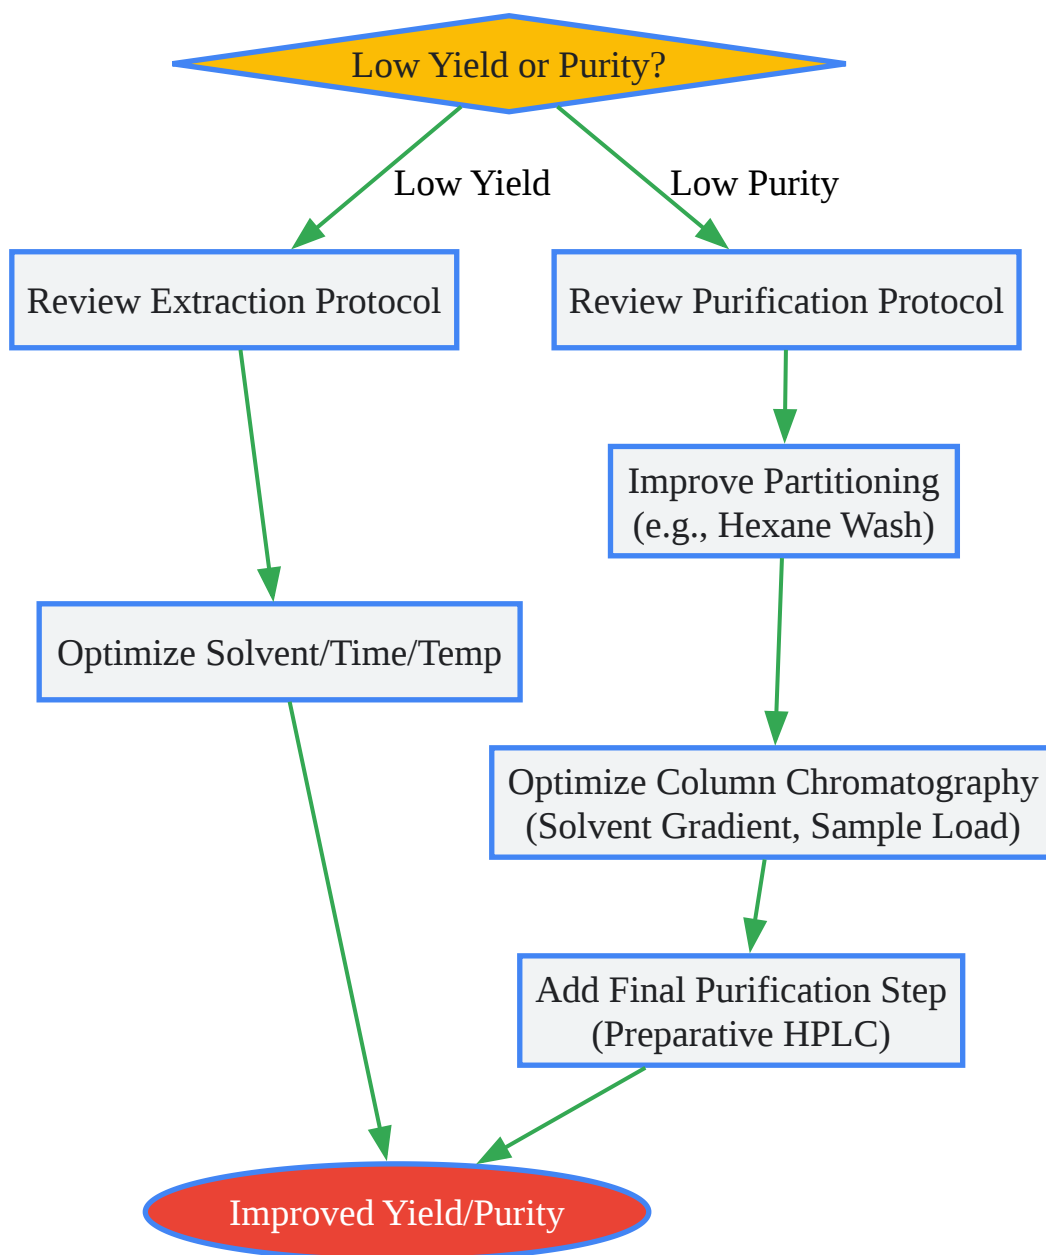 Low Yield or Purity?
Low Yield
Low Purity
Review Extraction Protocol
Review Purification Protocol
Improve Partitioning
(e.g., Hexane Wash)
Optimize Solvent/Time/Temp
Optimize Column Chromatography
(Solvent Gradient, Sample Load)
Add Final Purification Step
(Preparative HPLC)
Improved Yield/Purity